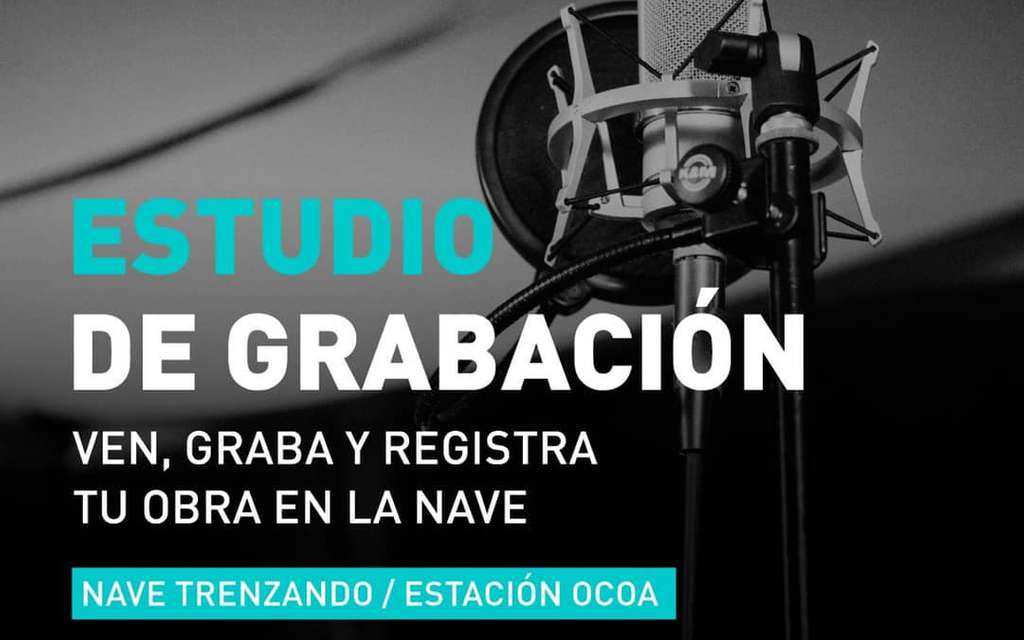 ESTUDIO
DE GRABACIÓN
VEN, GRABA Y REGISTRA
TU OBRA EN LA NAVE
NAVE TRENZANDO / ESTACIÓN OCOA